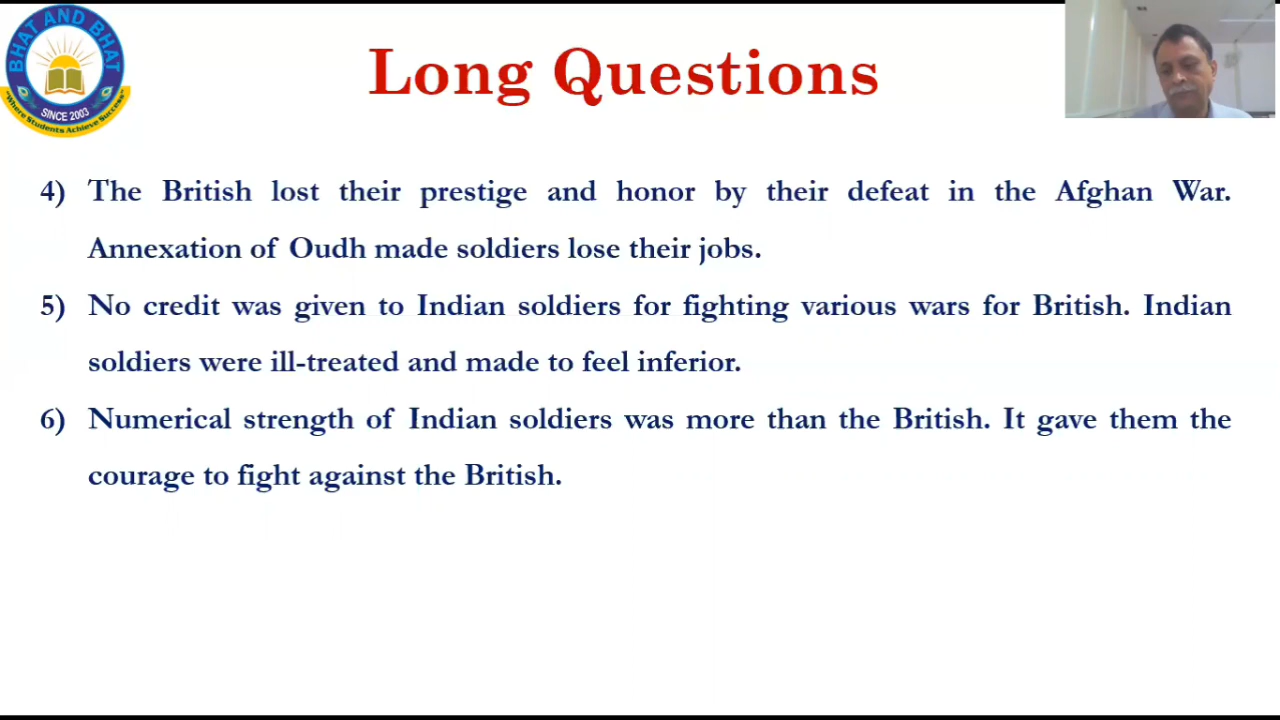 BHAT AND BHAT
SINCE 2003
"Where Students Achieve Success"
Long Questions
4) The British lost their prestige and honor by their defeat in the Afghan War.
Annexation of Oudh made soldiers lose their jobs.
5) No credit was given to Indian soldiers for fighting various wars for British. Indian
soldiers were ill-treated and made to feel inferior.
6) Numerical strength of Indian soldiers was more than the British. It gave them the
courage to fight against the British.